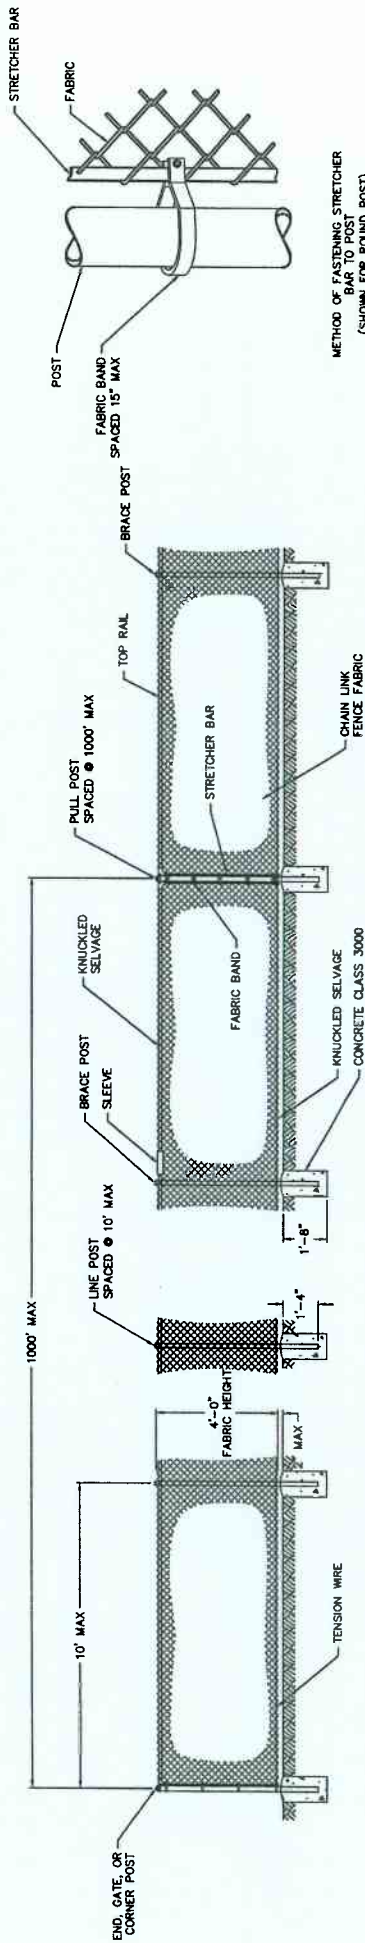 END, GATE, OR
CORNER POST
10' MAX
1000' MAX
LINE POST
SPACED @ 10' MAX
4'-0"
FABRIC HEIGHT
MAX
TENSION WIRE
1'-4"
BRACE POST
SLEEVE
KNUCKLED
SELVAGE
1'-8"
KNUCKLED SELVAGE
CONCRETE CLASS 3000
PULL POST
SPACED @ 1000' MAX
FABRIC BAND
STRETCHER BAR
TOP RAIL
BRACE POST
CHAIN LINK
FENCE FABRIC
POST
FABRIC BAND
SPACED 15" MAX
STRETCHER BAR
FABRIC
METHOD OF FASTENING STRETCHER
BAR TO POST
(SHOWN FOR ROUND POST)